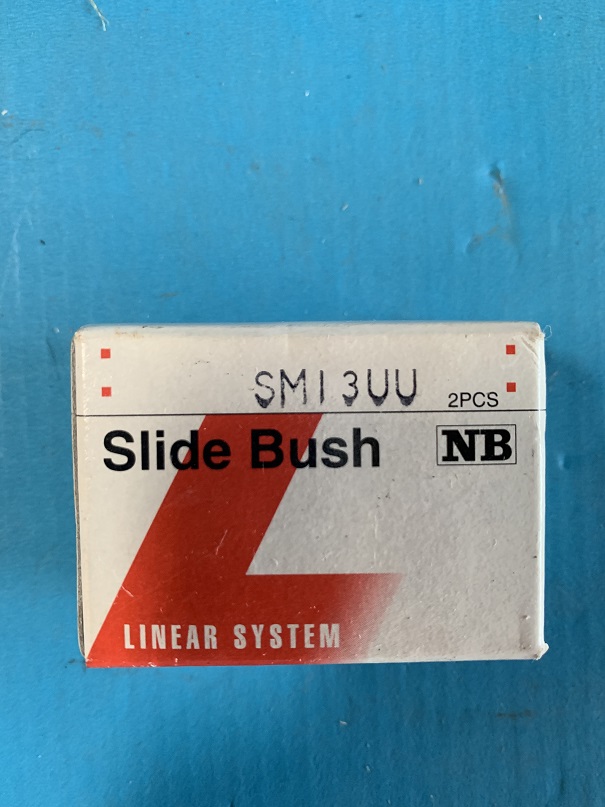 SM13UU 2PCS
Slide Bush NB
LINEAR SYSTEM